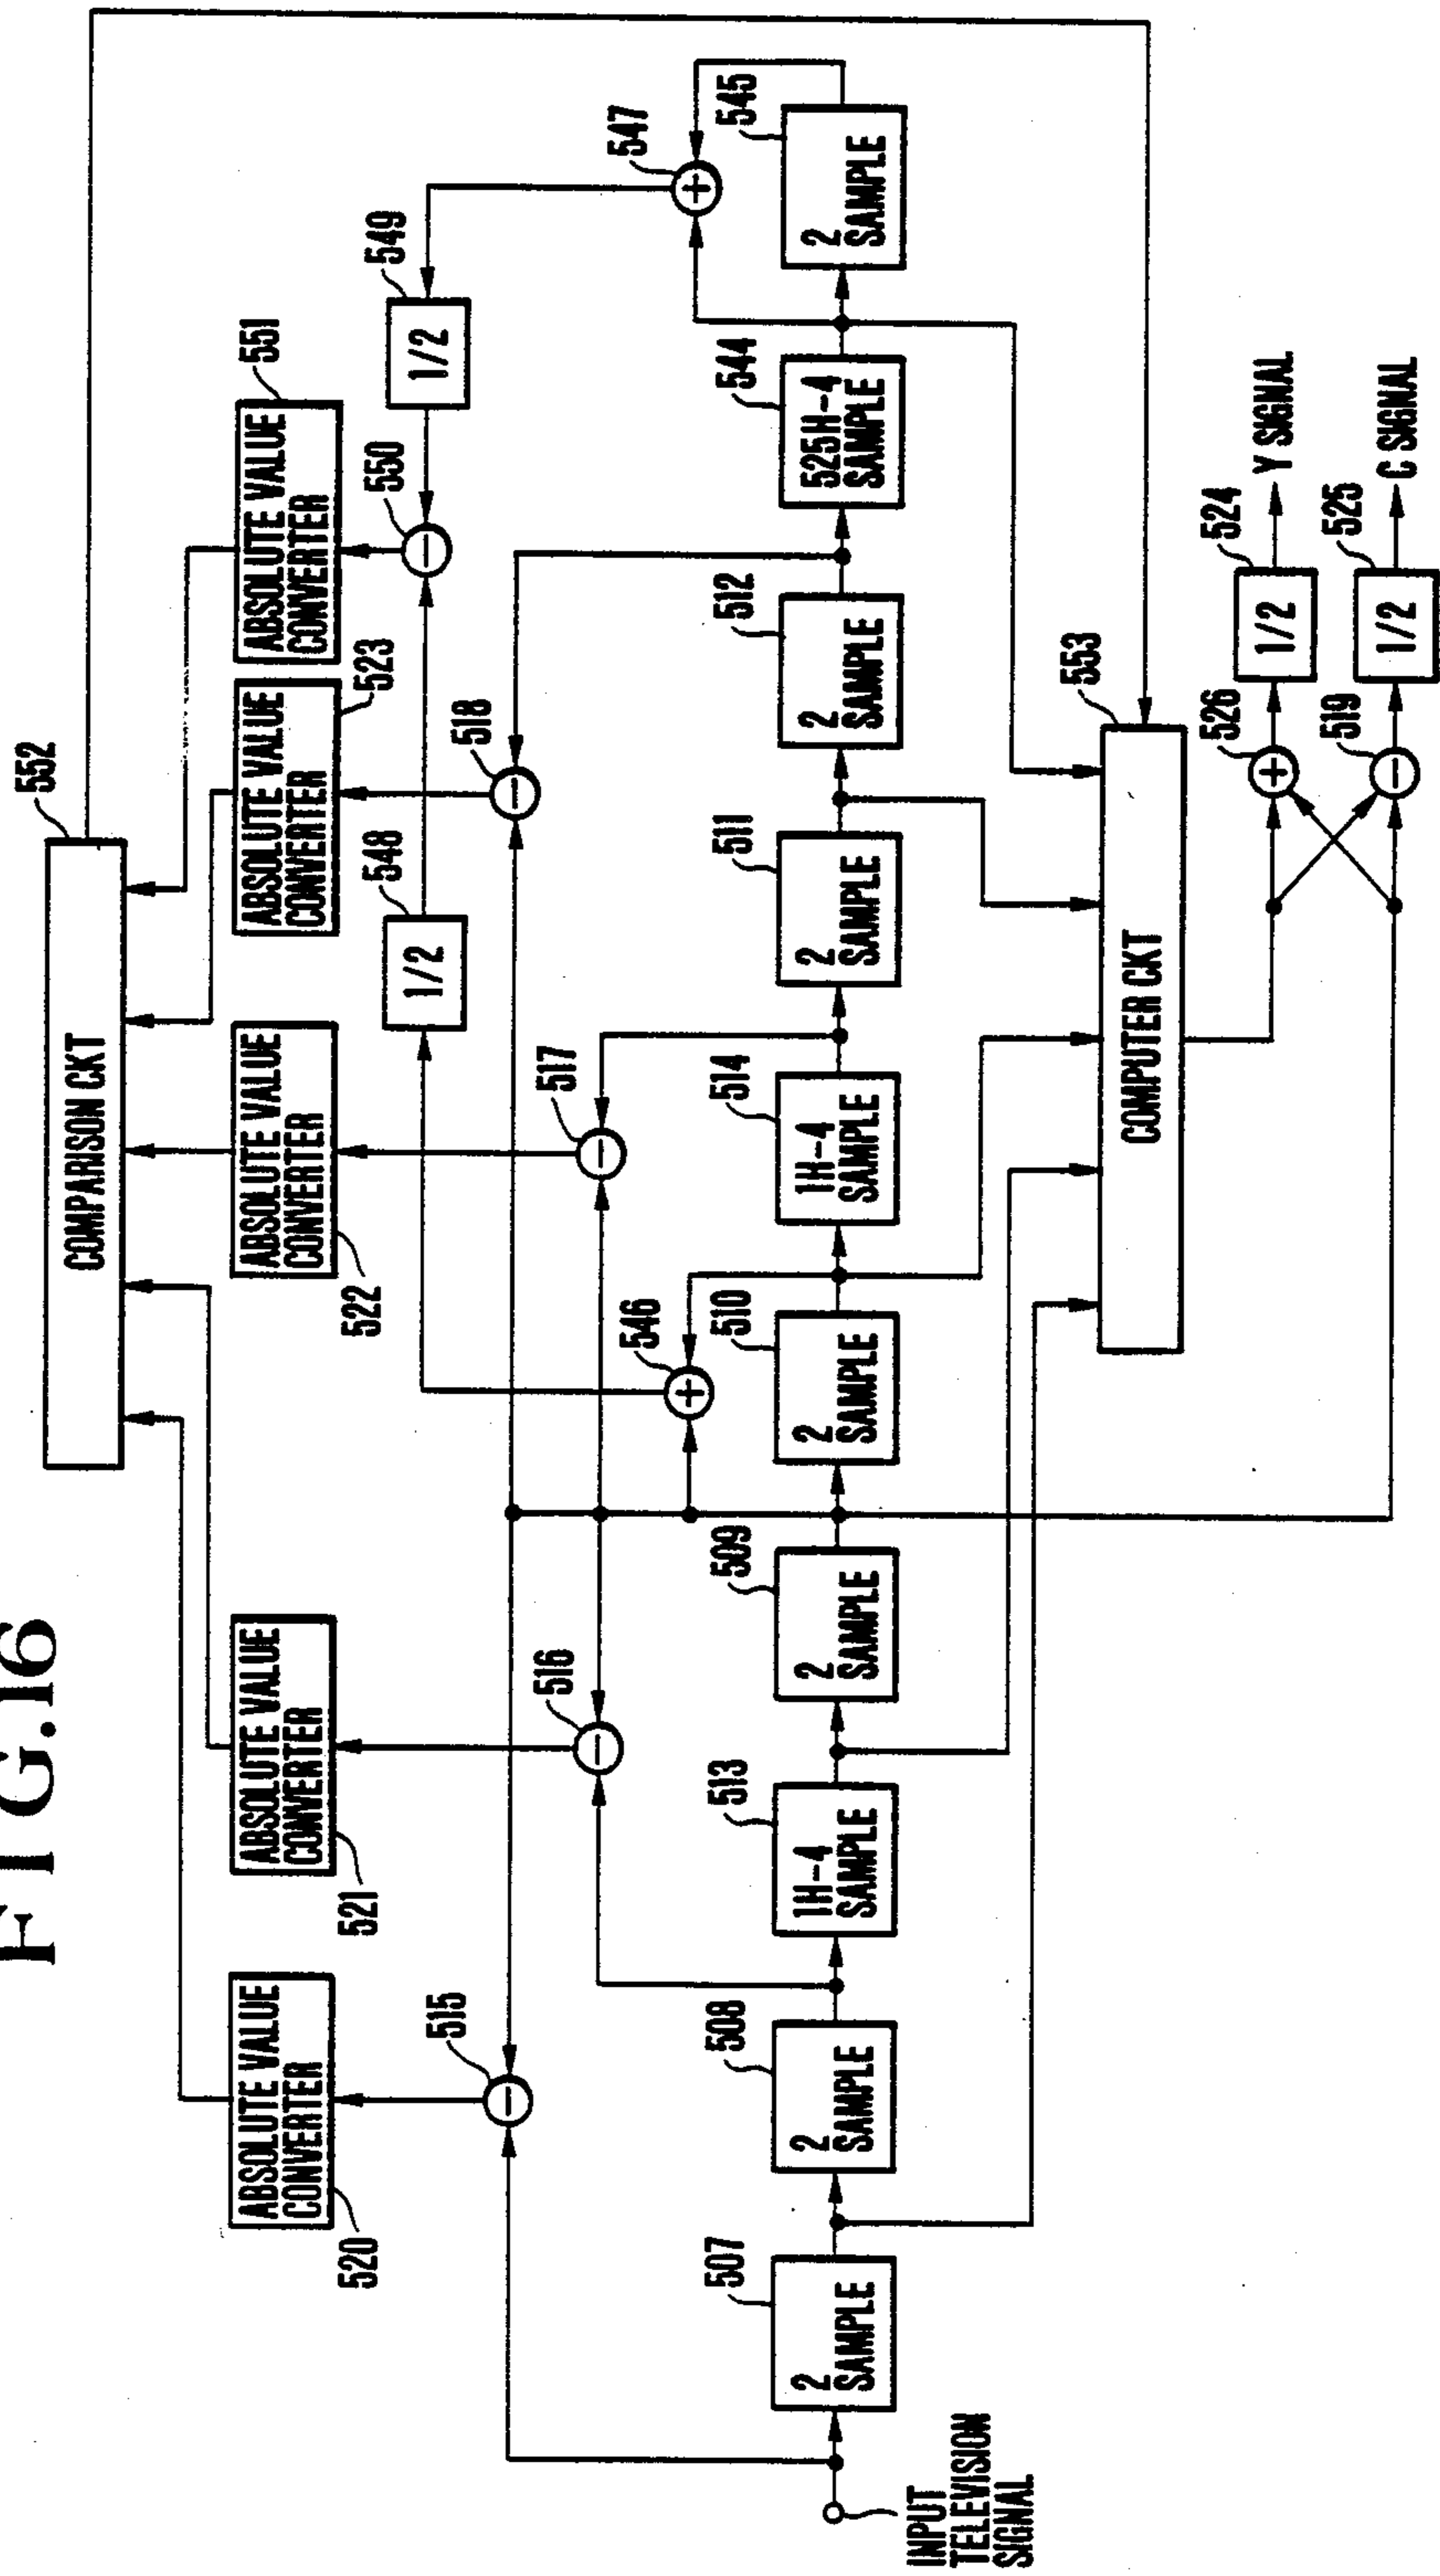 FIG.16
552
COMPARISON CKT
520
ABSOLUTE VALUE
CONVERTER
521
ABSOLUTE VALUE
CONVERTER
522
ABSOLUTE VALUE
CONVERTER
523
ABSOLUTE VALUE
CONVERTER
551
ABSOLUTE VALUE
CONVERTER
548
1/2
550
−
549
1/2
515
−
518
−
516
−
517
−
546
+
547
+
INPUT
TELEVISION
SIGNAL
507
2
SAMPLE
508
2
SAMPLE
513
1H-4
SAMPLE
509
2
SAMPLE
510
2
SAMPLE
514
1H-4
SAMPLE
511
2
SAMPLE
512
2
SAMPLE
544
525H-4
SAMPLE
545
2
SAMPLE
553
COMPUTER CKT
526
+
524
1/2
Y SIGNAL
519
−
525
1/2
C SIGNAL